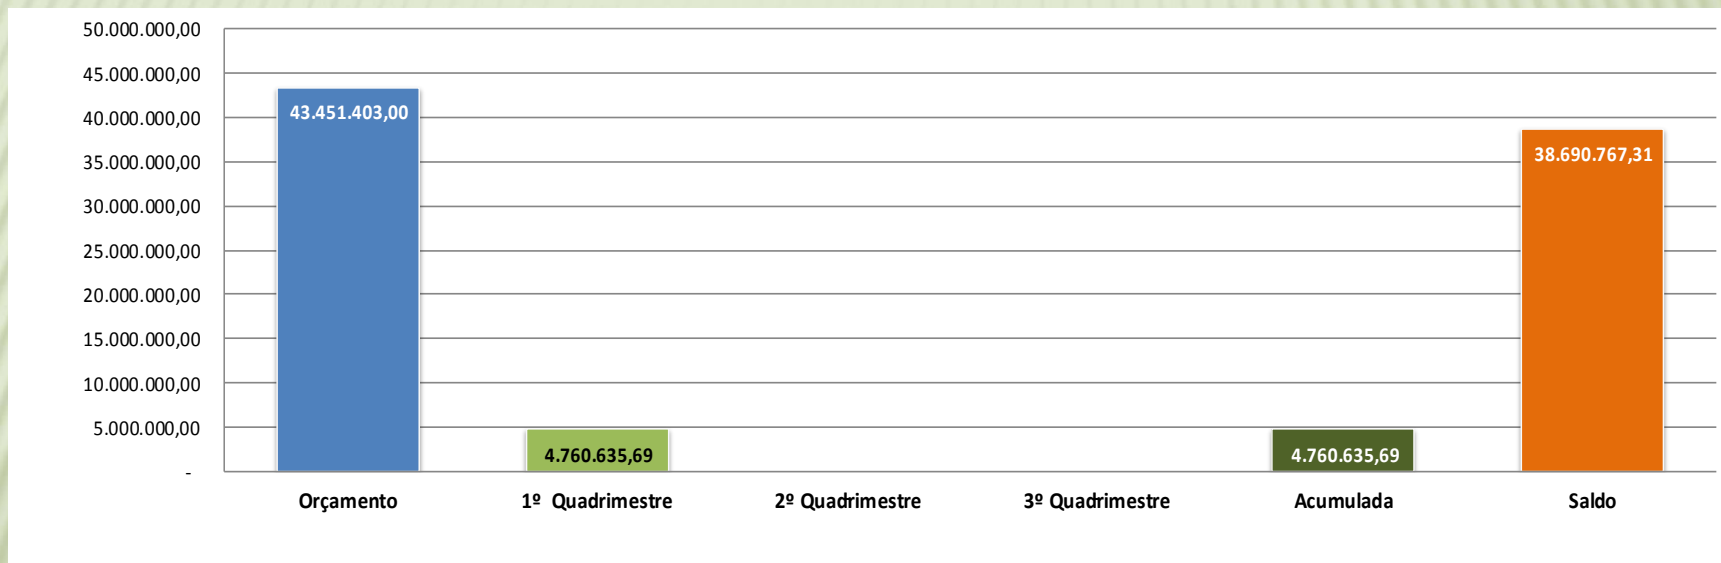 50.000.000,00
45.000.000,00
40.000.000,00
35.000.000,00
30.000.000,00
25.000.000,00
20.000.000,00
15.000.000,00
10.000.000,00
5.000.000,00
-
43.451.403,00
4.760.635,69
4.760.635,69
38.690.767,31
Orçamento
1º Quadrimestre
2º Quadrimestre
3º Quadrimestre
Acumulada
Saldo